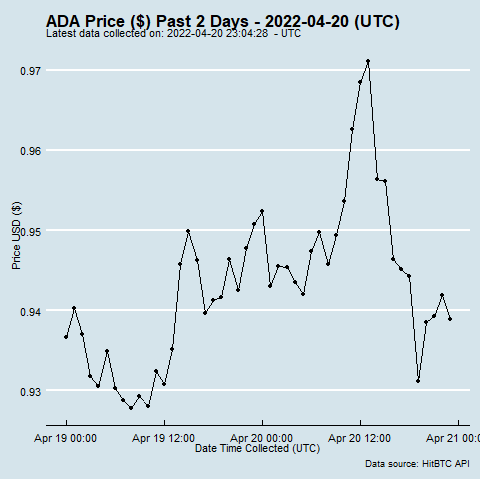 ADA Price ($) Past 2 Days - 2022-04-20 (UTC)
Latest data collected on: 2022-04-20 23:04:28 - UTC
0.97
0.96
0.95
0.94
0.93
Price USD ($)
Apr 19 00:00 Apr 19 12:00 Apr 20 00:00 Apr 20 12:00 Apr 21 00:0
Date Time Collected (UTC)
Data source: HitBTC API